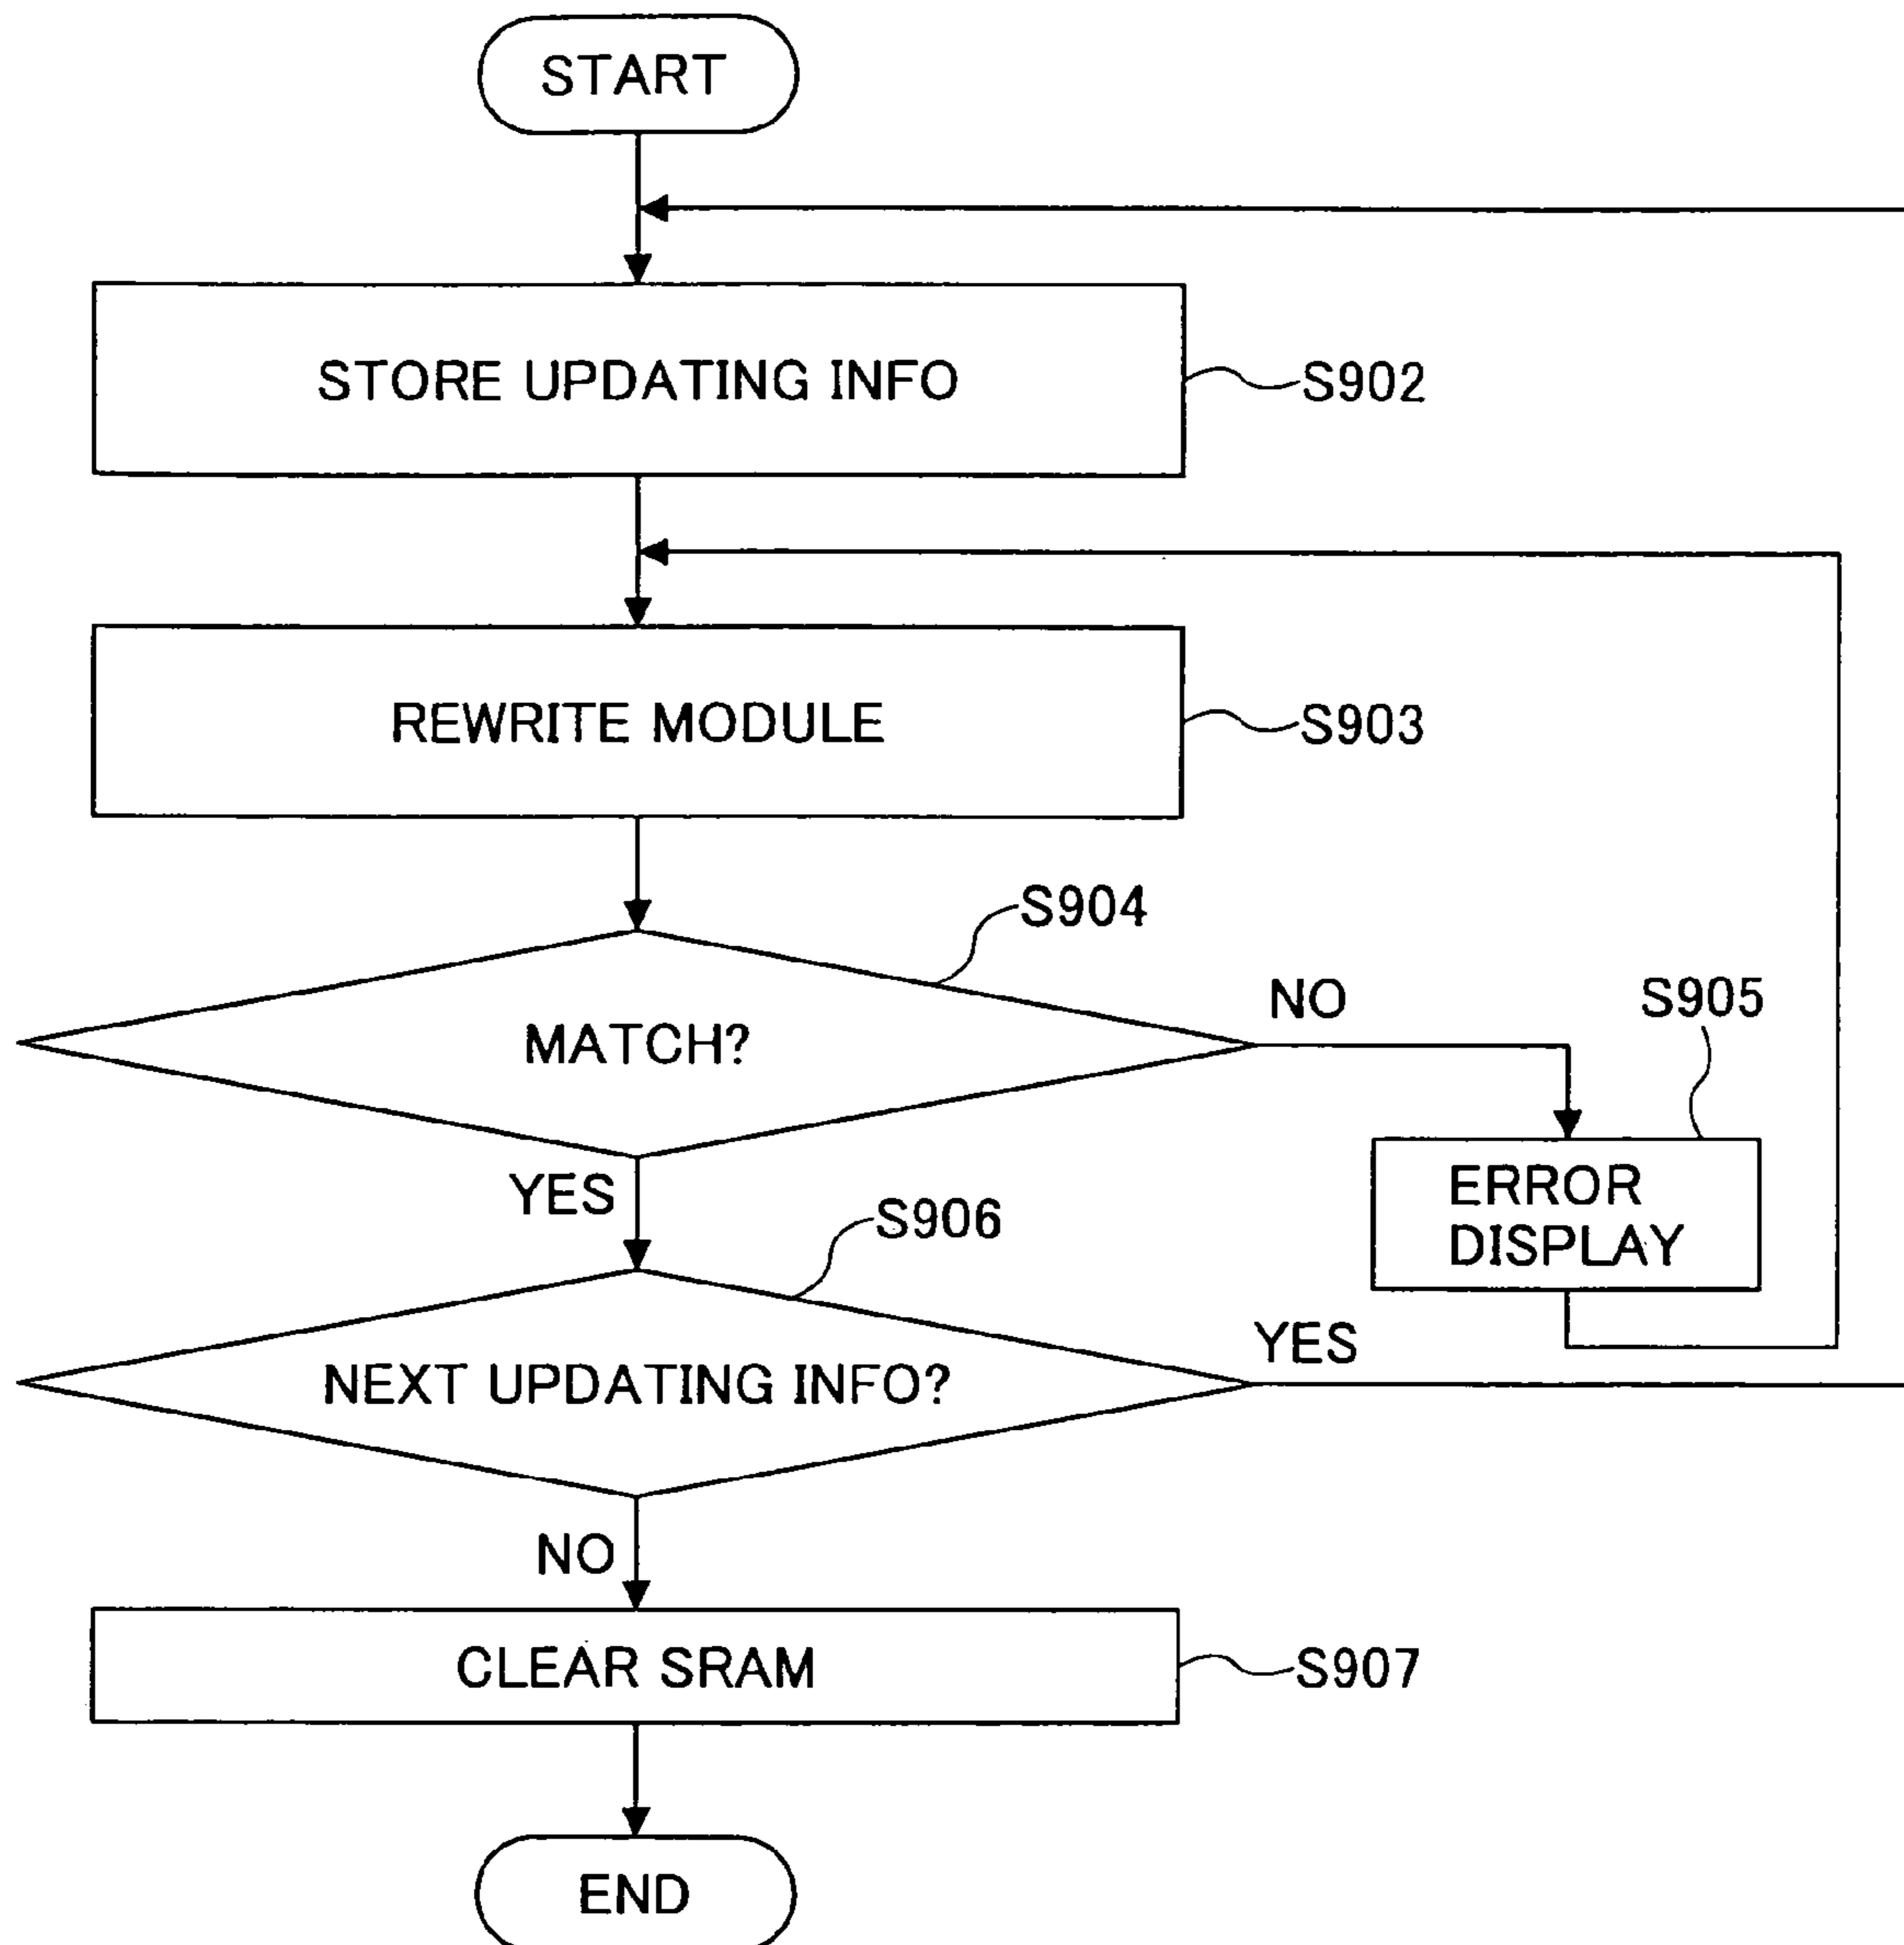 START
STORE UPDATING INFO
S902
REWRITE MODULE
S903
S904
MATCH?
NO
S905
YES
ERROR
DISPLAY
S906
NEXT UPDATING INFO?
YES
NO
CLEAR SRAM
S907
END